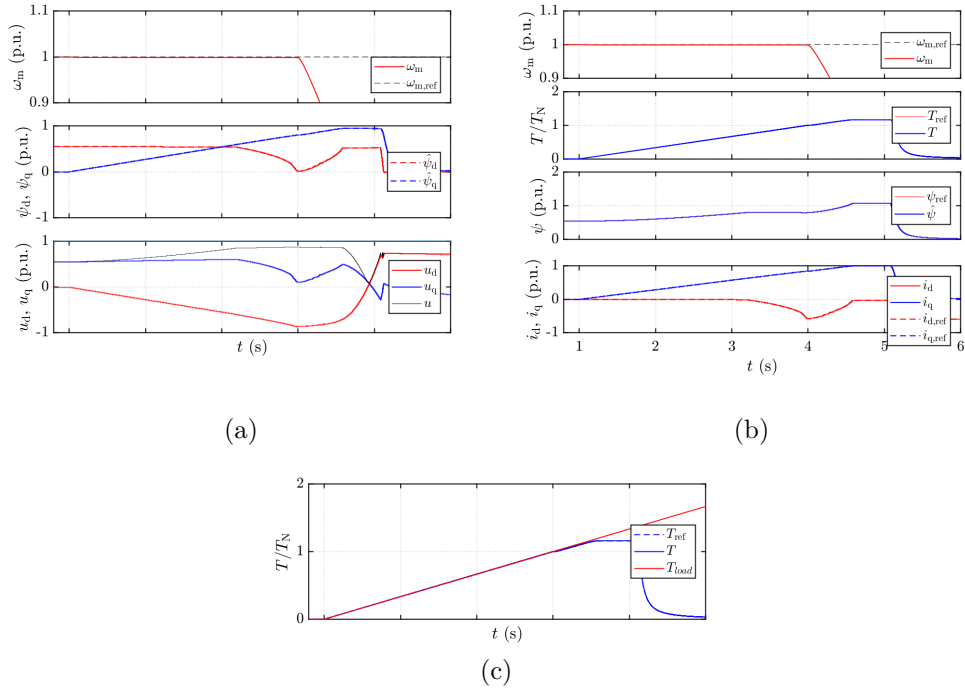 1.1
1
0.9
ω_m (p.u.)
ω_m
ω_m,ref
1
0
-1
ψ_d, ψ_q (p.u.)
ψ̂_d
ψ̂_q
1
0
-1
u_d, u_q (p.u.)
u_d
u_q
u
t (s)
(a)
1.1
1
0.9
ω_m (p.u.)
ω_m,ref
ω_m
2
1
0
T/T_N
T_ref
T
2
1
0
ψ (p.u.)
ψ_ref
ψ̂
1
0
-1
i_d, i_q (p.u.)
i_d
i_q
i_d,ref
i_q,ref
1 2 3 4 5 6
t (s)
(b)
2
1
0
T/T_N
T_ref
T
T_load
t (s)
(c)